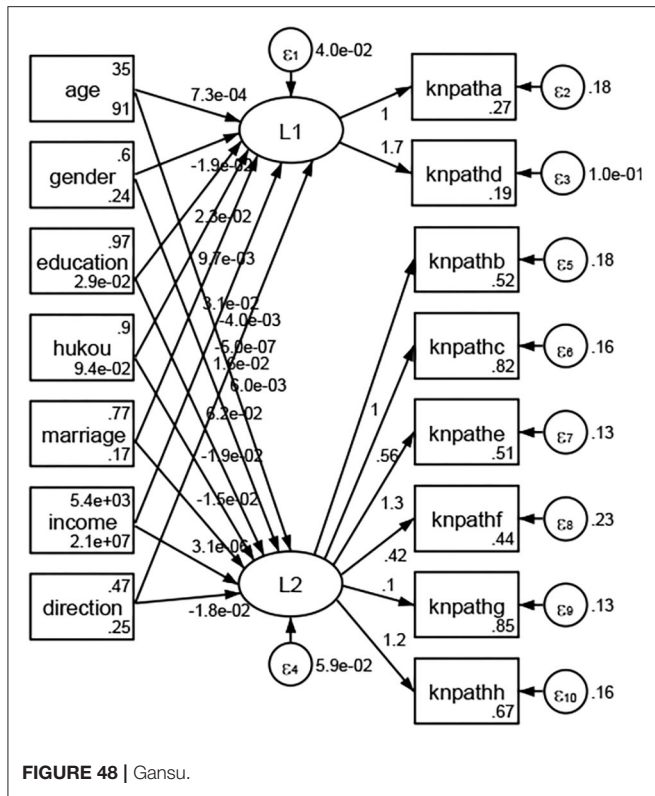 ε1 4.0e-02
35
age
91
7.3e-04
L1
1
knpatha
.27
ε2 .18
.6
gender
.24
-1.9e-02
1.7
knpathd
.19
ε3 1.0e-01
.97
education
2.9e-02
2.3e-02
knpathb
.52
ε5 .18
.9
hukou
9.4e-02
9.7e-03
3.1e-02
-4.0e-03
-5.0e-07
1.6e-02
6.0e-03
knpathc
.82
ε6 .16
.77
marriage
.17
6.2e-02
-1.9e-02
1
.56
knpathe
.51
ε7 .13
5.4e+03
income
2.1e+07
-1.5e-02
3.1e-06
1.3
.42
knpathf
.44
ε8 .23
.47
direction
.25
-1.8e-02
L2
.1
knpathg
.85
ε9 .13
ε4 5.9e-02
1.2
knpathh
.67
ε10 .16
FIGURE 48 | Gansu.